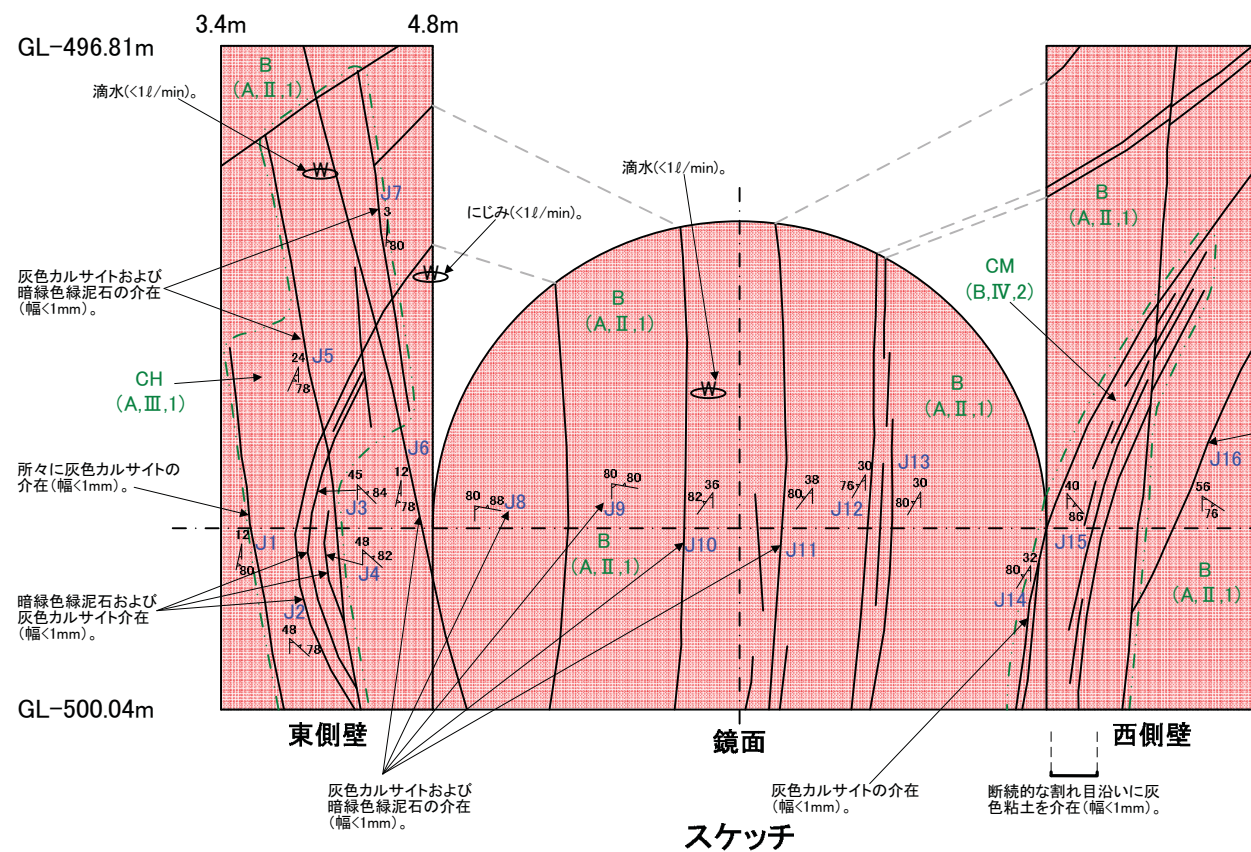 3.4m
4.8m
GL-496.81m
B
(A,Ⅱ,1)
滴水(<1ℓ/min)。
W
J7
3
80
にじみ(<1ℓ/min)。
W
灰色カルサイトおよび
暗緑色緑泥石の介在
(幅<1mm)。
24
J5
78
CH
(A,Ⅲ,1)
J6
所々に灰色カルサイトの
介在(幅<1mm)。
45
84
J3
12
78
12
J1
80
48
82
J4
暗緑色緑泥石および
灰色カルサイト介在
(幅<1mm)。
J2
48
78
GL-500.04m
東側壁
滴水(<1ℓ/min)。
W
B
(A,Ⅱ,1)
B
(A,Ⅱ,1)
80
88
J8
80
80
J9
36
82
J10
38
80
J11
30
76
J12
J13
30
80
B
(A,Ⅱ,1)
鏡面
灰色カルサイトおよび
暗緑色緑泥石の介在
(幅<1mm)。
B
(A,Ⅱ,1)
CM
(B,Ⅳ,2)
J16
40
86
J15
56
76
32
80
J14
B
(A,Ⅱ,1)
西側壁
灰色カルサイトの介在
(幅<1mm)。
断続的な割れ目沿いに灰
色粘土を介在(幅<1mm)。
スケッチ